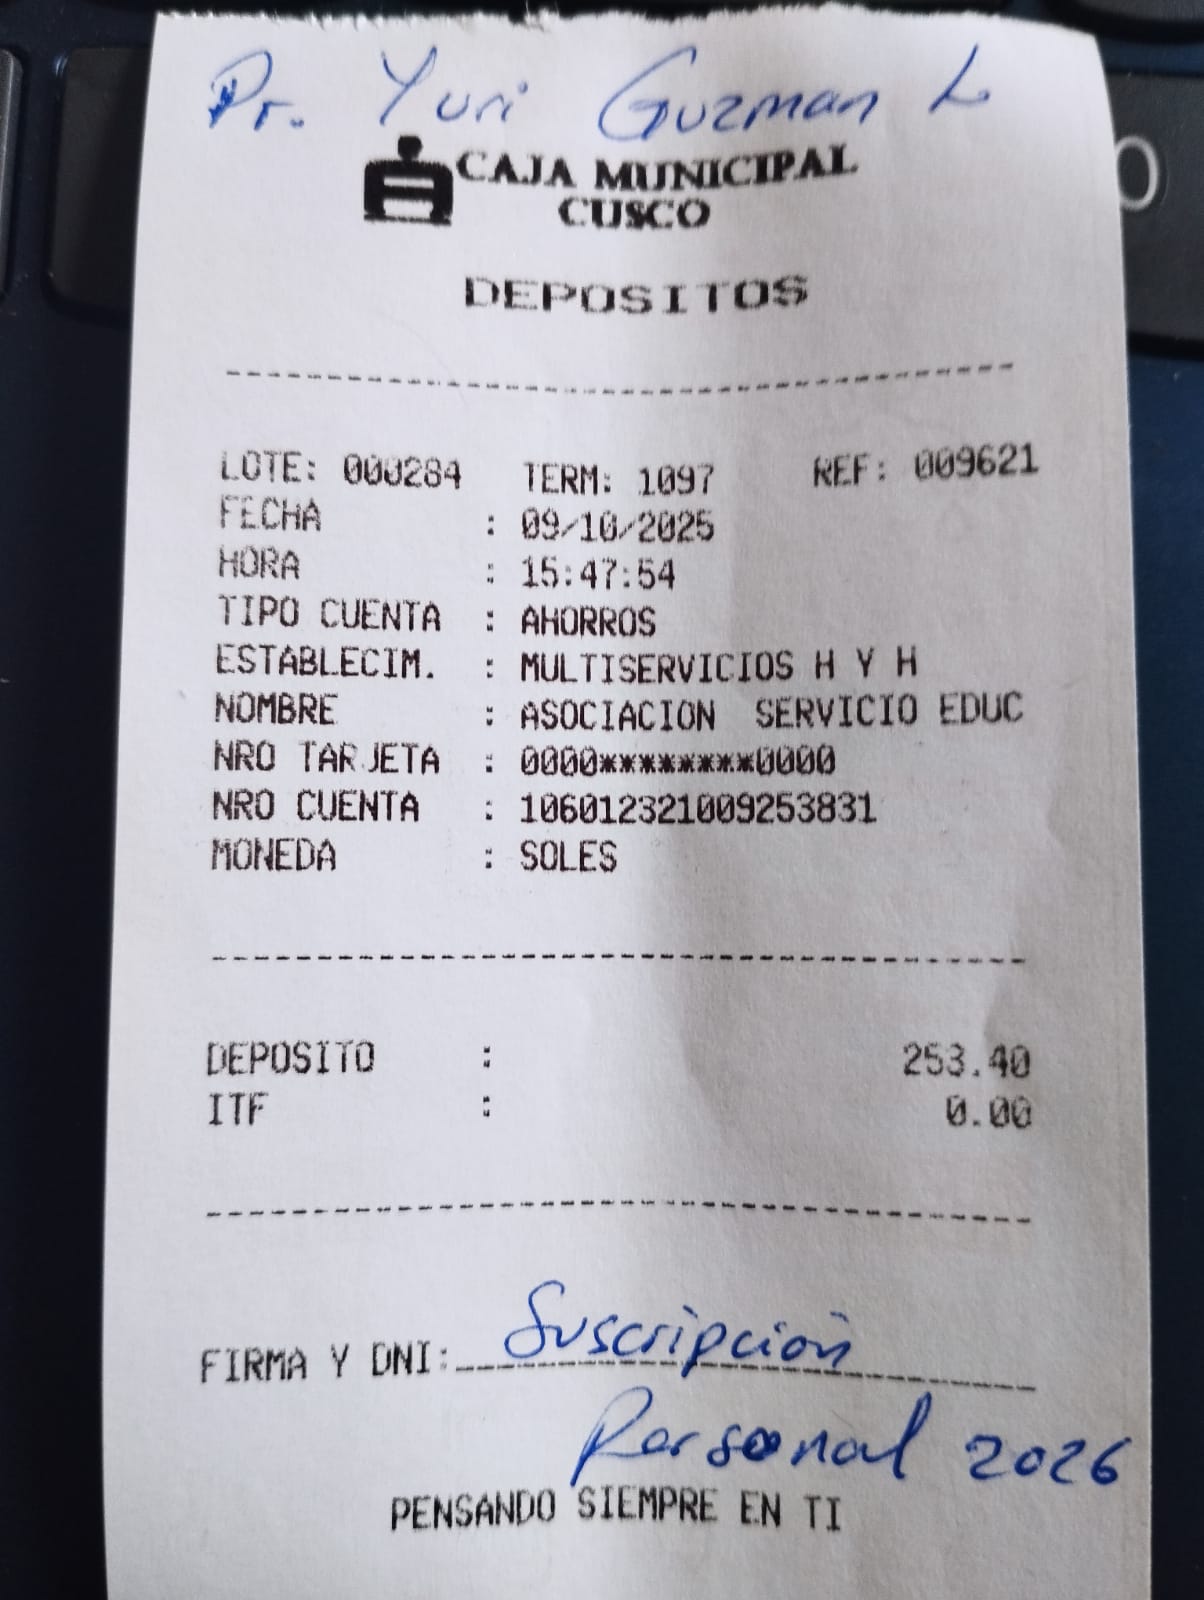 Pr. Yuri Guzman L
CAJA MUNICIPAL
CUSCO
DEPOSITOS
LOTE: 000284 TERM: 1097 REF: 009621
FECHA : 09/10/2025
HORA : 15:47:54
TIPO CUENTA : AHORROS
ESTABLECIM. : MULTISERVICIOS H Y H
NOMBRE : ASOCIACION SERVICIO EDUC
NRO TARJETA : 0000********0000
NRO CUENTA : 106012321009253831
MONEDA : SOLES
DEPOSITO : 253.40
ITF : 0.00
FIRMA Y DNI: Suscripción
Personal 2026
PENSANDO SIEMPRE EN TI